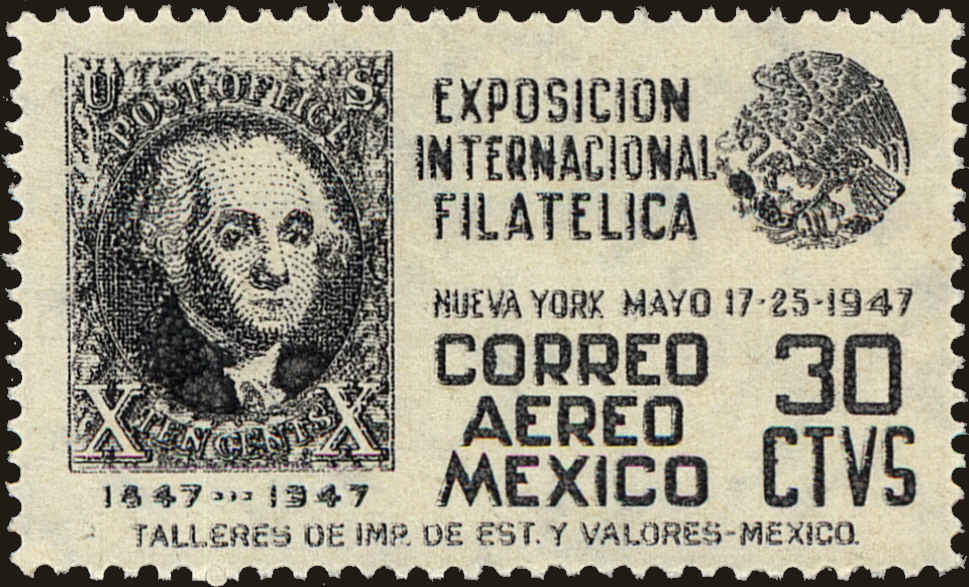 U S
POST OFFICE
X TEN CENTS X
1847 ... 1947
EXPOSICION
INTERNACIONAL
FILATELICA
NUEVA YORK MAYO 17-25-1947
CORREO
AEREO
MEXICO
30
CTVS
TALLERES DE IMP. DE EST. Y VALORES-MEXICO.